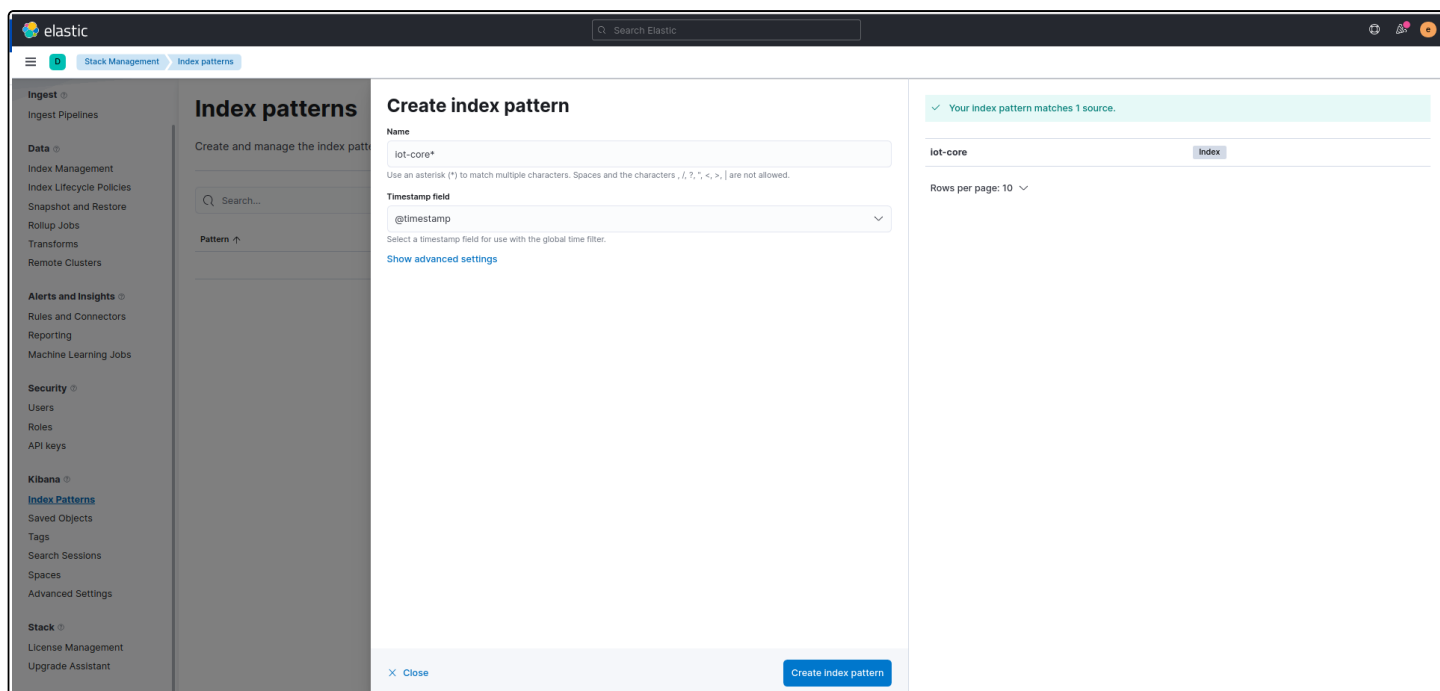 elastic
Search Elastic
e
D
Stack Management
Index patterns
Ingest
Ingest Pipelines
Data
Index Management
Index Lifecycle Policies
Snapshot and Restore
Rollup Jobs
Transforms
Remote Clusters
Alerts and Insights
Rules and Connectors
Reporting
Machine Learning Jobs
Security
Users
Roles
API keys
Kibana
Index Patterns
Saved Objects
Tags
Search Sessions
Spaces
Advanced Settings
Stack
License Management
Upgrade Assistant
Index patterns
Create and manage the index patte
Search...
Pattern
Create index pattern
Name
iot-core*
Use an asterisk (*) to match multiple characters. Spaces and the characters , /, ?, ", <, >, | are not allowed.
Timestamp field
@timestamp
Select a timestamp field for use with the global time filter.
Show advanced settings
Close
Create index pattern
Your index pattern matches 1 source.
iot-core Index
Rows per page: 10